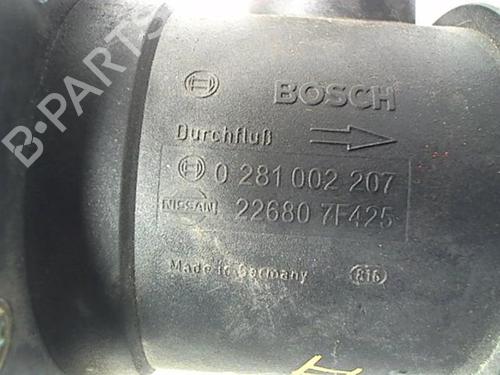 BOSCH
Durchfluß
0 281 002 207
NISSAN 22680 7F425
Made in Germany 816
B-PARTS